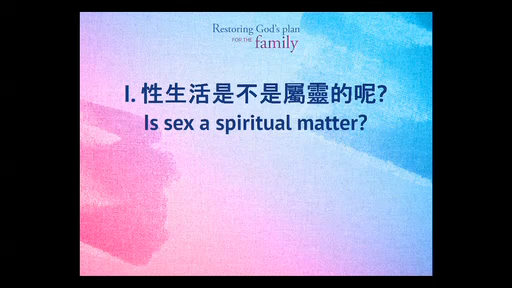 Restoring God's plan
FOR THE family
I. 性生活是不是屬靈的呢?
Is sex a spiritual matter?